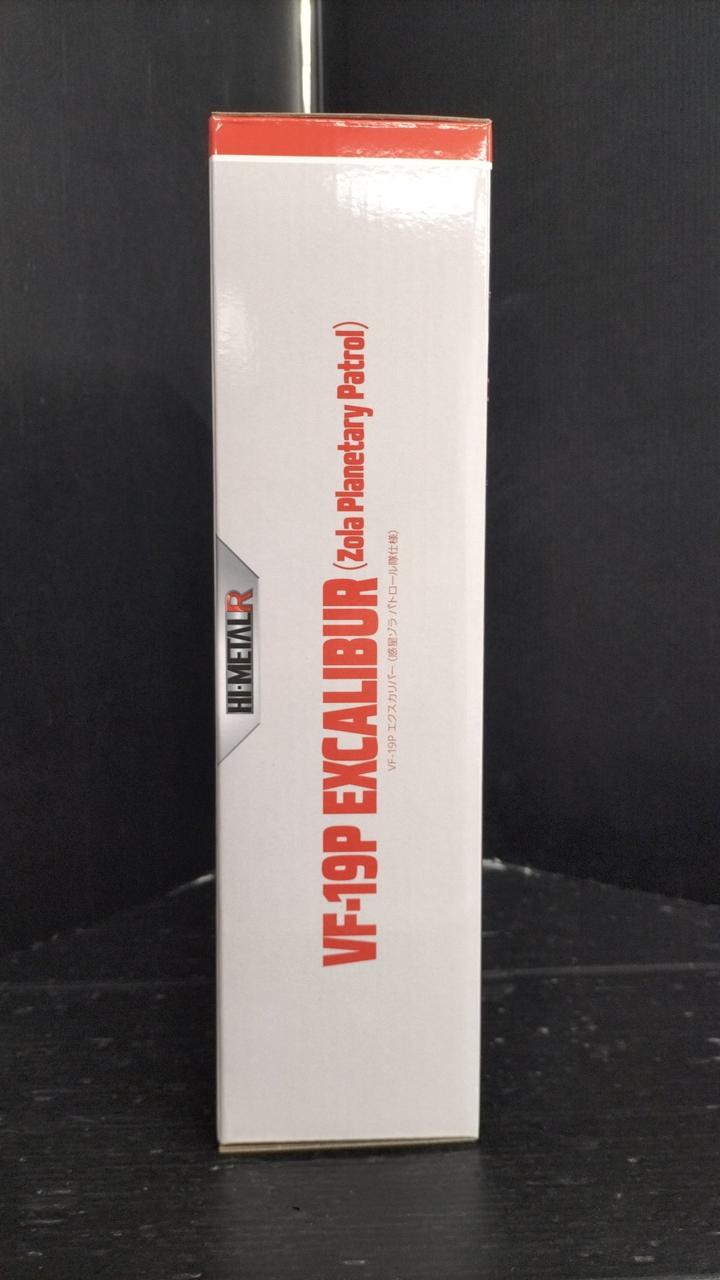 HI-METAL R
VF-19P EXCALIBUR (Zola Planetary Patrol)
VF-19P エクスカリバー（惑星ゾラ パトロール隊仕様）